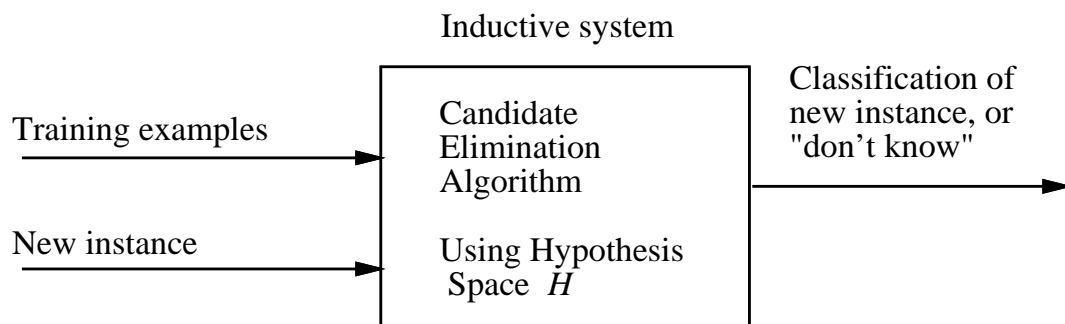 Inductive system
Training examples
New instance
Candidate
Elimination
Algorithm
Using Hypothesis
Space H
Classification of
new instance, or
"don’t know"